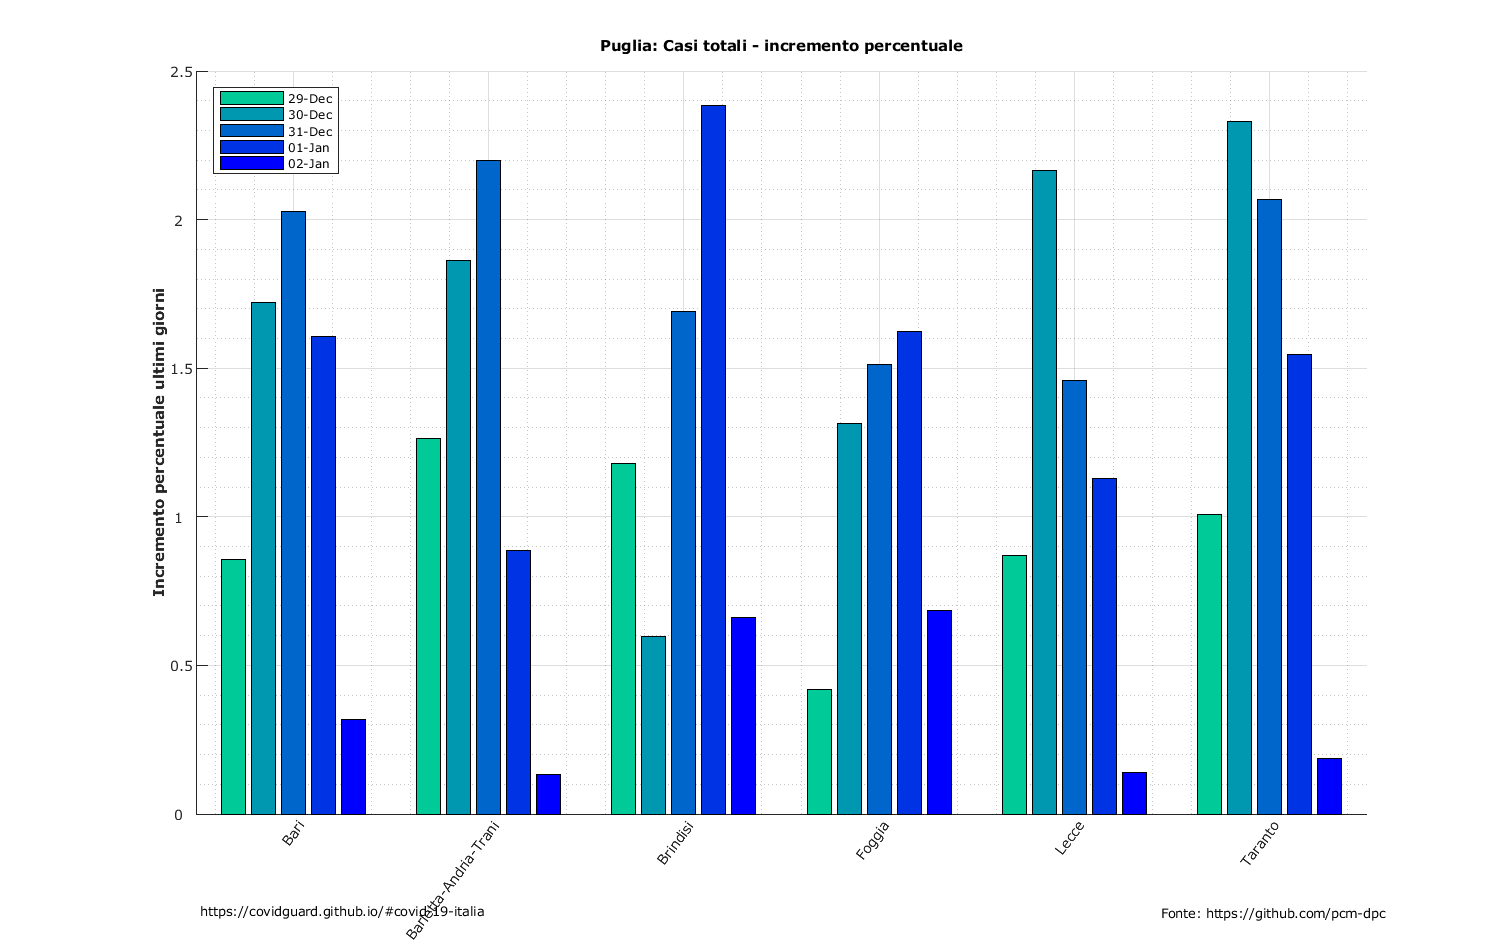 Puglia: Casi totali - incremento percentuale
2.5
29-Dec
30-Dec
31-Dec
01-Jan
02-Jan
2
1.5
1
0.5
0
Incremento percentuale ultimi giorni
Bari
Barletta-Andria-Trani
Brindisi
Foggia
Lecce
Taranto
https://covidguard.github.io/#covid-19-italia
Fonte: https://github.com/pcm-dpc